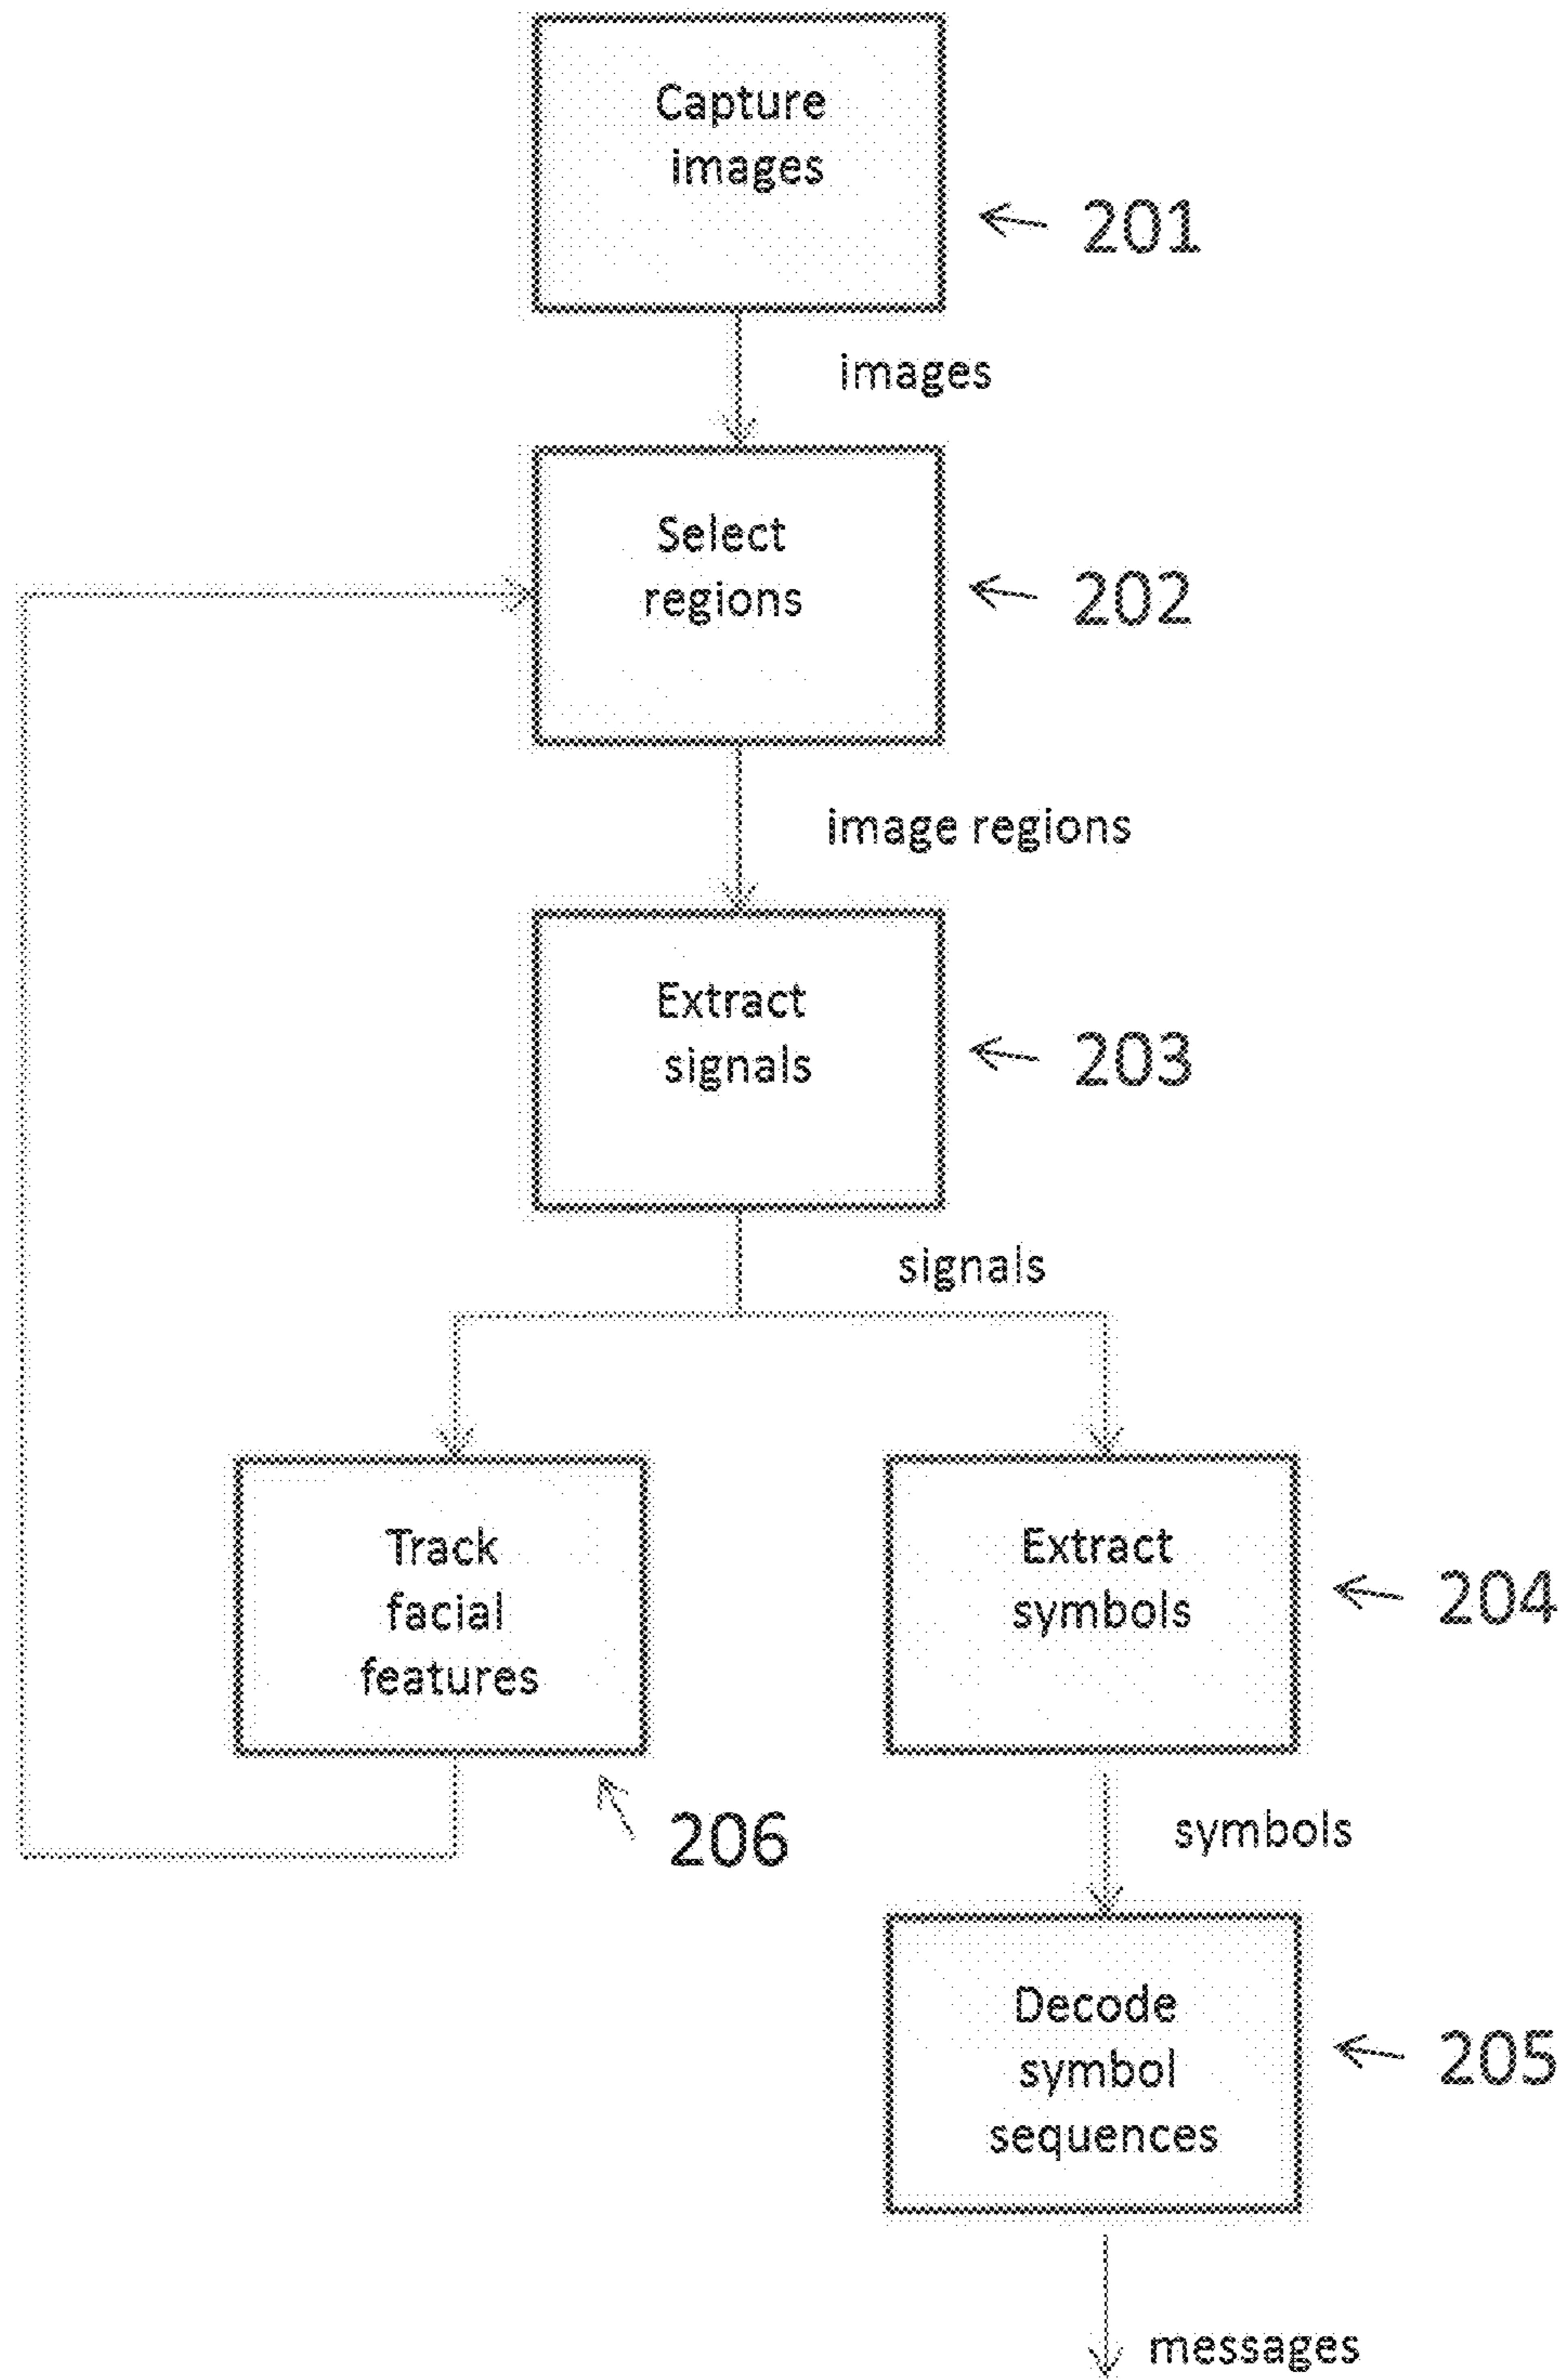 Capture
images
201
images
Select
regions
202
image regions
Extract
signals
203
signals
Track
facial
features
206
Extract
symbols
204
symbols
Decode
symbol
sequences
205
messages